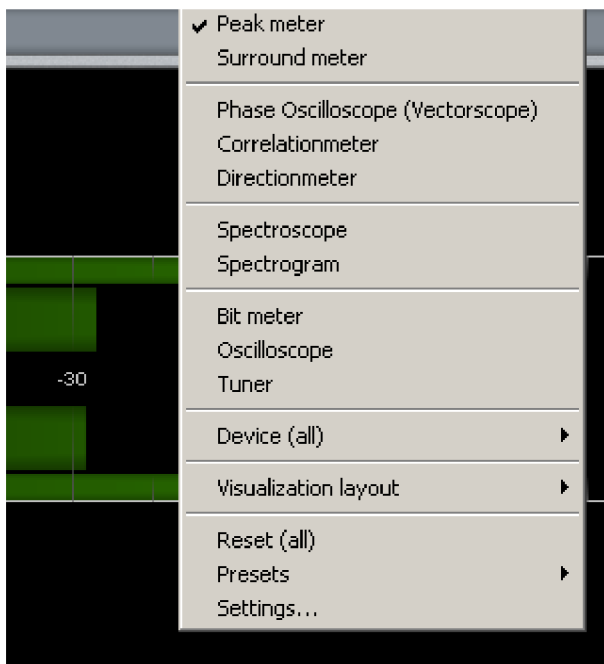 Peak meter
Surround meter
Phase Oscilloscope (Vectorscope)
Correlationmeter
Directionmeter
Spectroscope
Spectrogram
Bit meter
Oscilloscope
-30
Tuner
Device (all)
Visualization layout
Reset (all)
Presets
Settings...